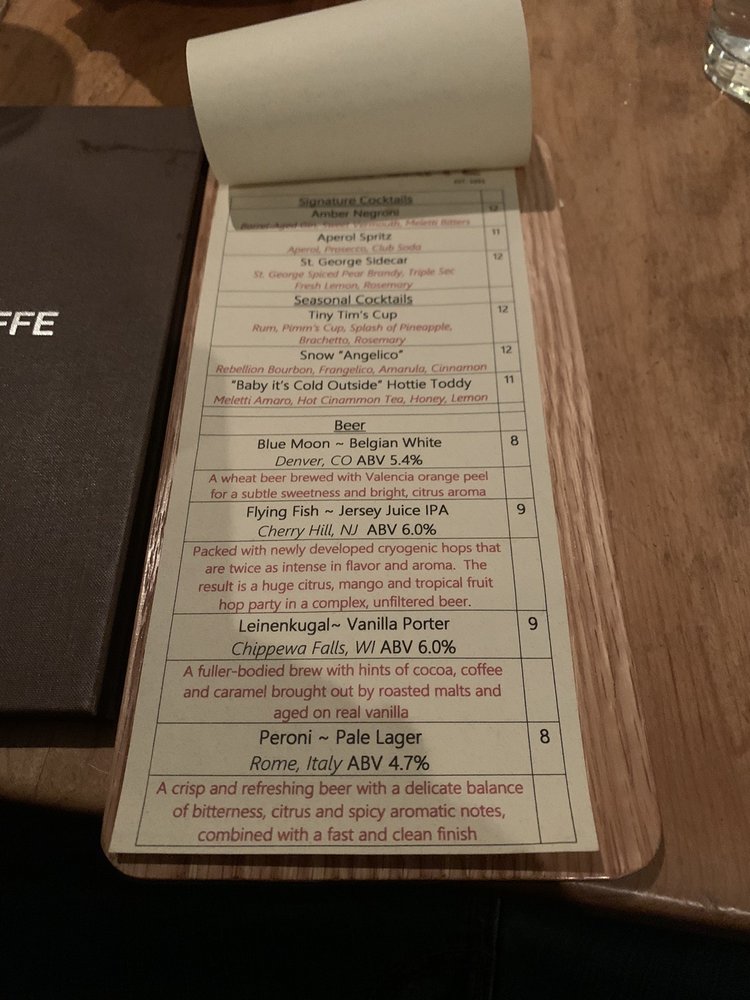 FFE
EST. 1895
Signature Cocktails
Amber Negroni 12
Barrel Aged Gin, Sweet Vermouth, Meletti Bitters
Aperol Spritz 11
Aperol, Prosecco, Club Soda
St. George Sidecar 12
St. George Spiced Pear Brandy, Triple Sec
Fresh Lemon, Rosemary
Seasonal Cocktails
Tiny Tim's Cup 12
Rum, Pimm's Cup, Splash of Pineapple,
Brachetto, Rosemary
Snow "Angelico" 12
Rebellion Bourbon, Frangelico, Amarula, Cinnamon
"Baby it's Cold Outside" Hottie Toddy 11
Meletti Amaro, Hot Cinammon Tea, Honey, Lemon
Beer
Blue Moon ~ Belgian White 8
Denver, CO ABV 5.4%
A wheat beer brewed with Valencia orange peel
for a subtle sweetness and bright, citrus aroma
Flying Fish ~ Jersey Juice IPA 9
Cherry Hill, NJ ABV 6.0%
Packed with newly developed cryogenic hops that
are twice as intense in flavor and aroma. The
result is a huge citrus, mango and tropical fruit
hop party in a complex, unfiltered beer.
Leinenkugal~ Vanilla Porter 9
Chippewa Falls, WI ABV 6.0%
A fuller-bodied brew with hints of cocoa, coffee
and caramel brought out by roasted malts and
aged on real vanilla
Peroni ~ Pale Lager 8
Rome, Italy ABV 4.7%
A crisp and refreshing beer with a delicate balance
of bitterness, citrus and spicy aromatic notes,
combined with a fast and clean finish